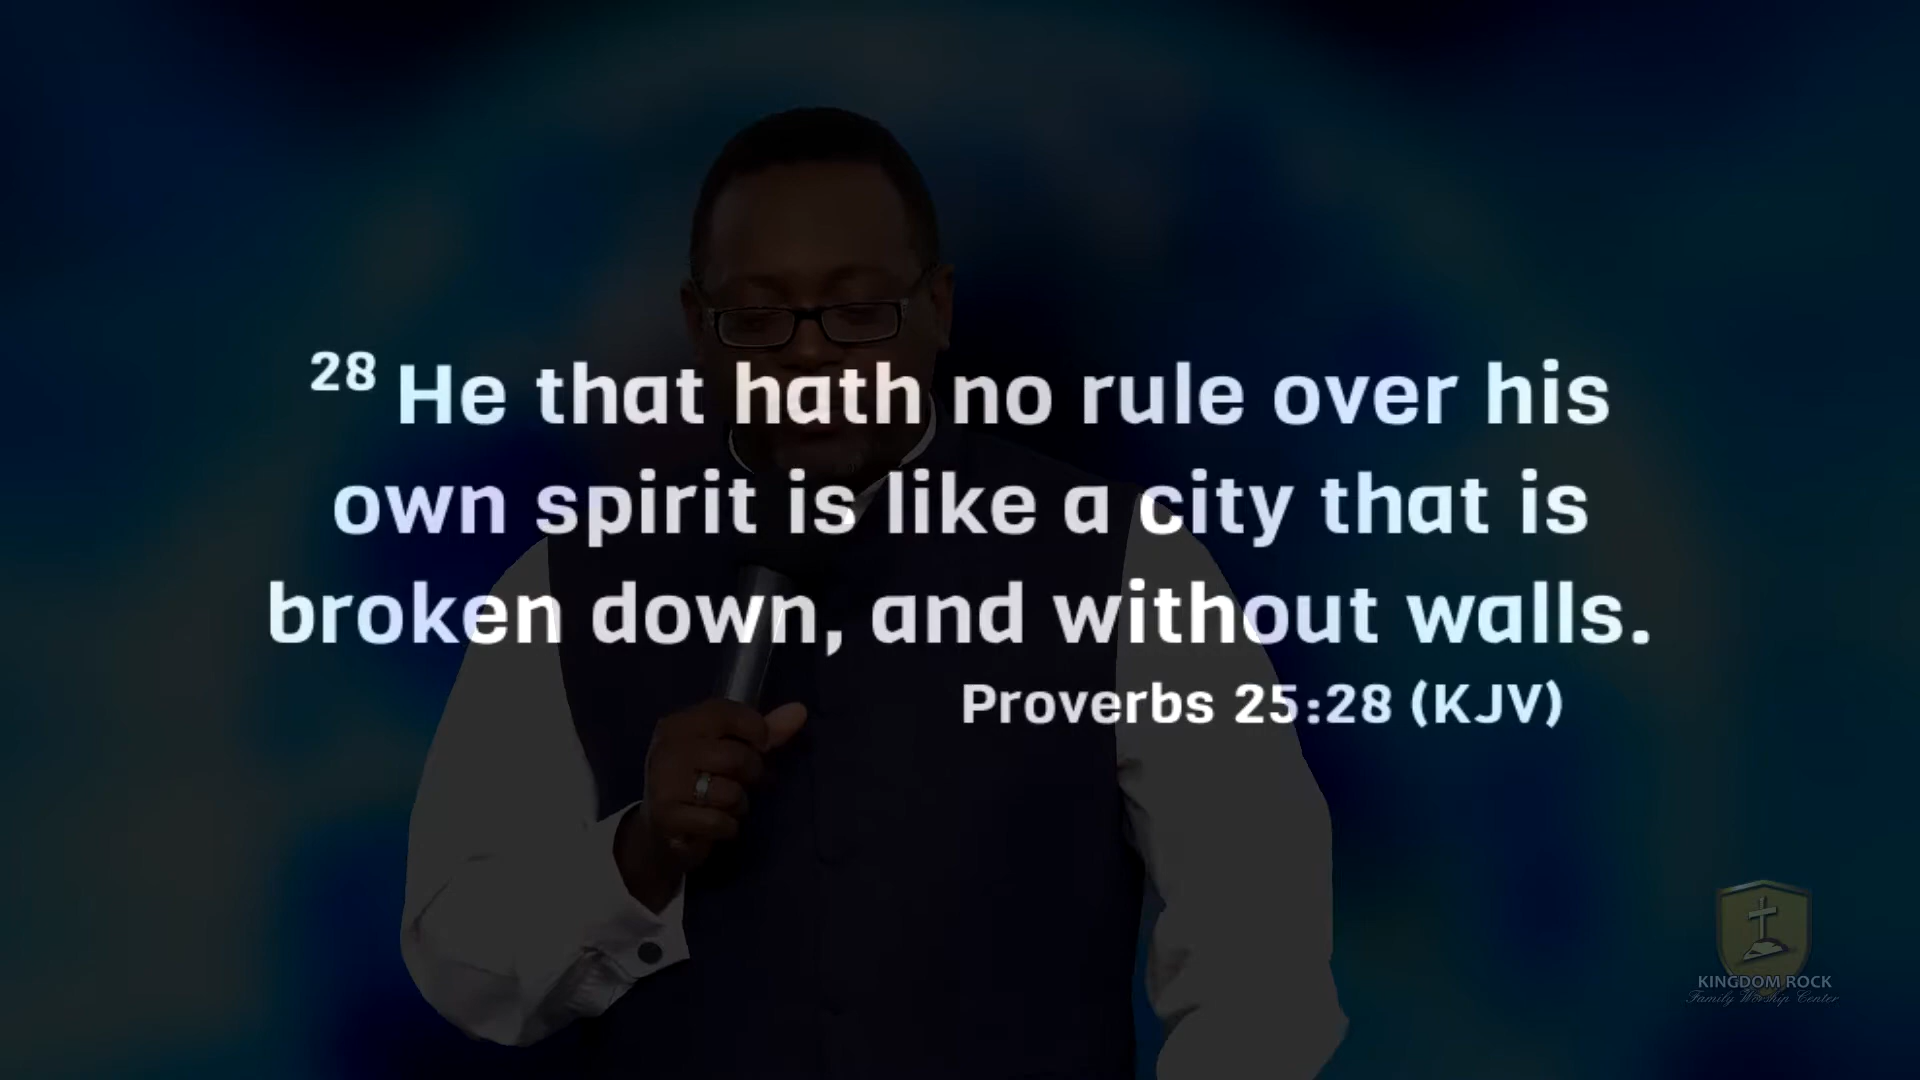 28 He that hath no rule over his
own spirit is like a city that is
broken down, and without walls.
Proverbs 25:28 (KJV)
KINGDOM ROCK
Family Worship Center